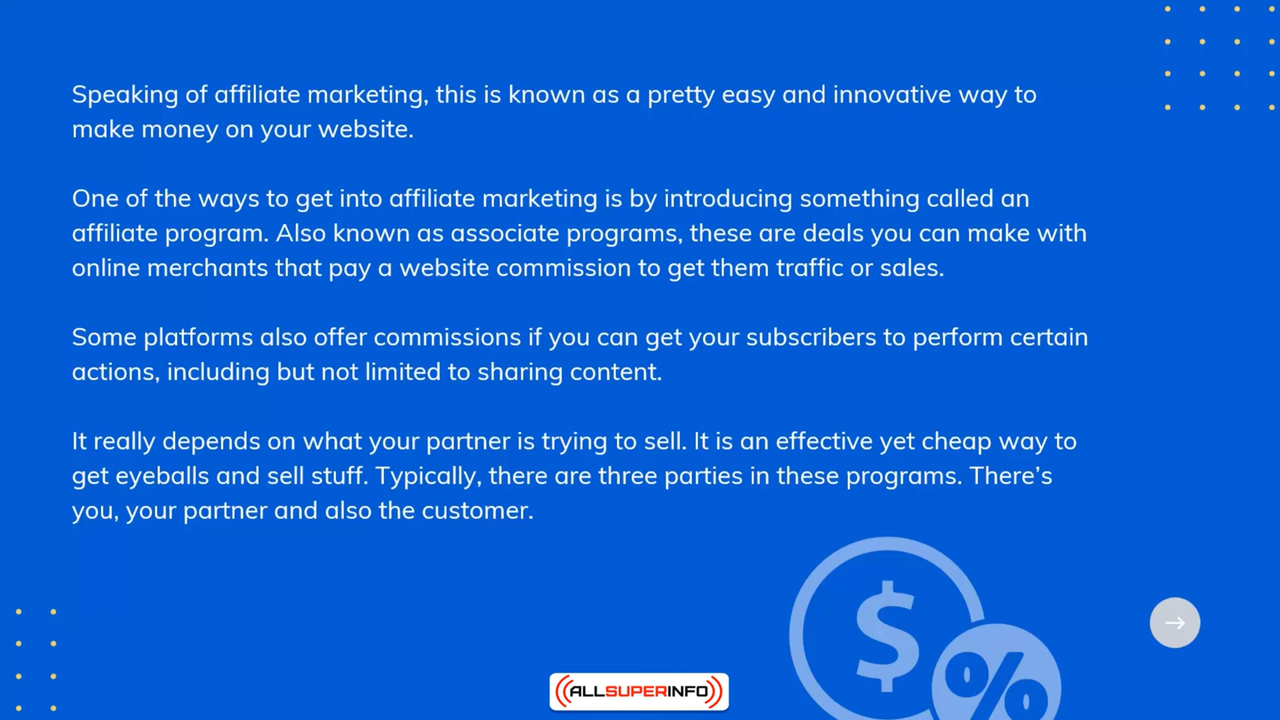 Speaking of affiliate marketing, this is known as a pretty easy and innovative way to
make money on your website.
One of the ways to get into affiliate marketing is by introducing something called an
affiliate program. Also known as associate programs, these are deals you can make with
online merchants that pay a website commission to get them traffic or sales.
Some platforms also offer commissions if you can get your subscribers to perform certain
actions, including but not limited to sharing content.
It really depends on what your partner is trying to sell. It is an effective yet cheap way to
get eyeballs and sell stuff. Typically, there are three parties in these programs. There’s
you, your partner and also the customer.
$
%
ALLSUPERINFO